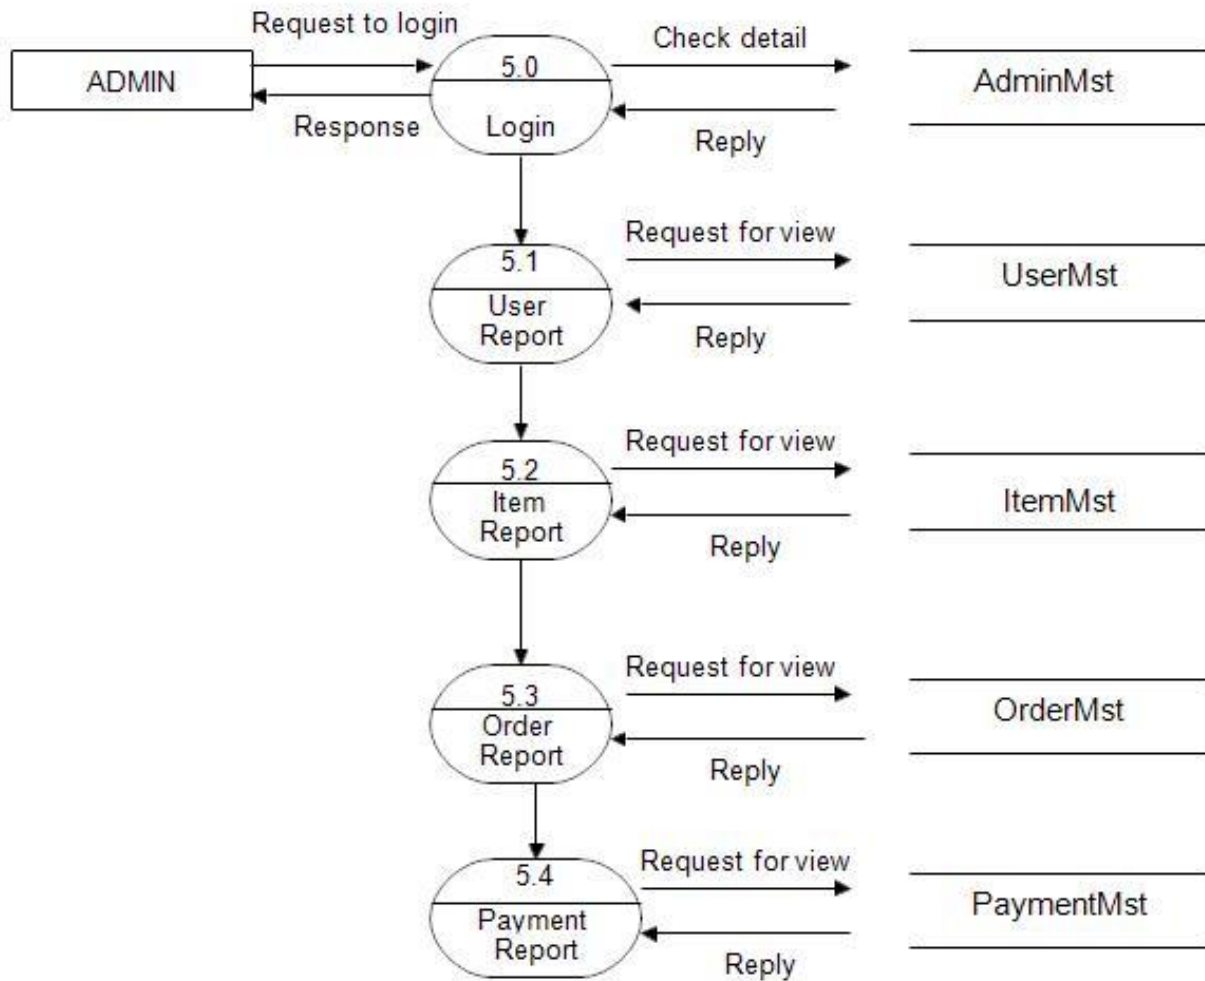 Request to login
Check detail
5.0
ADMIN
AdminMst
Response
Login
Reply
Request for view
5.1
UserMst
User
Report
Reply
Request for view
5.2
Item
ItemMst
Report
Reply
Request for view
5.3
OrderMst
Order
Report
Reply
Request for view
5.4
PaymentMst
Payment
Report
Reply